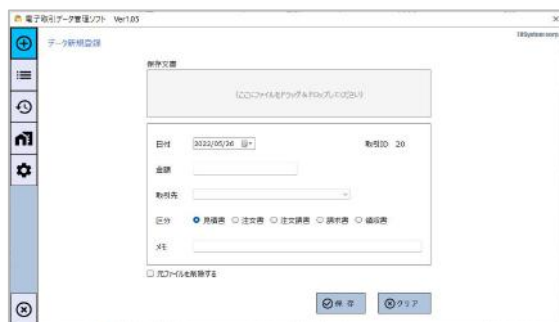 電子取引データ管理ソフト Ver1.05
TRSystem corp.
データ新規登録
保存文書
(ここにファイルをドラッグ&ドロップしてください)
日付 2022/05/26 取引ID 20
金額
取引先
区分 見積書 注文書 注文請書 請求書 領収書
メモ
元ファイルを削除する
保存 クリア